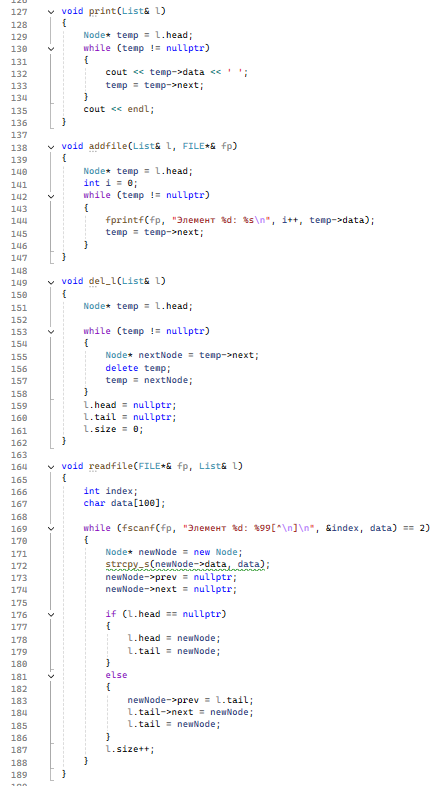 127 void print(List& l)
128 {
129 Node* temp = l.head;
130 while (temp != nullptr)
131 {
132 cout << temp->data << ' ';
133 temp = temp->next;
134 }
135 cout << endl;
136 }
137
138 void addfile(List& l, FILE*& fp)
139 {
140 Node* temp = l.head;
141 int i = 0;
142 while (temp != nullptr)
143 {
144 fprintf(fp, "Элемент %d: %s\n", i++, temp->data);
145 temp = temp->next;
146 }
147 }
148
149 void del_l(List& l)
150 {
151 Node* temp = l.head;
152
153 while (temp != nullptr)
154 {
155 Node* nextNode = temp->next;
156 delete temp;
157 temp = nextNode;
158 }
159 l.head = nullptr;
160 l.tail = nullptr;
161 l.size = 0;
162 }
163
164 void readfile(FILE*& fp, List& l)
165 {
166 int index;
167 char data[100];
168
169 while (fscanf(fp, "Элемент %d: %99[^\n]\n", &index, data) == 2)
170 {
171 Node* newNode = new Node;
172 strcpy_s(newNode->data, data);
173 newNode->prev = nullptr;
174 newNode->next = nullptr;
175
176 if (l.head == nullptr)
177 {
178 l.head = newNode;
179 l.tail = newNode;
180 }
181 else
182 {
183 newNode->prev = l.tail;
184 l.tail->next = newNode;
185 l.tail = newNode;
186 }
187 l.size++;
188 }
189 }